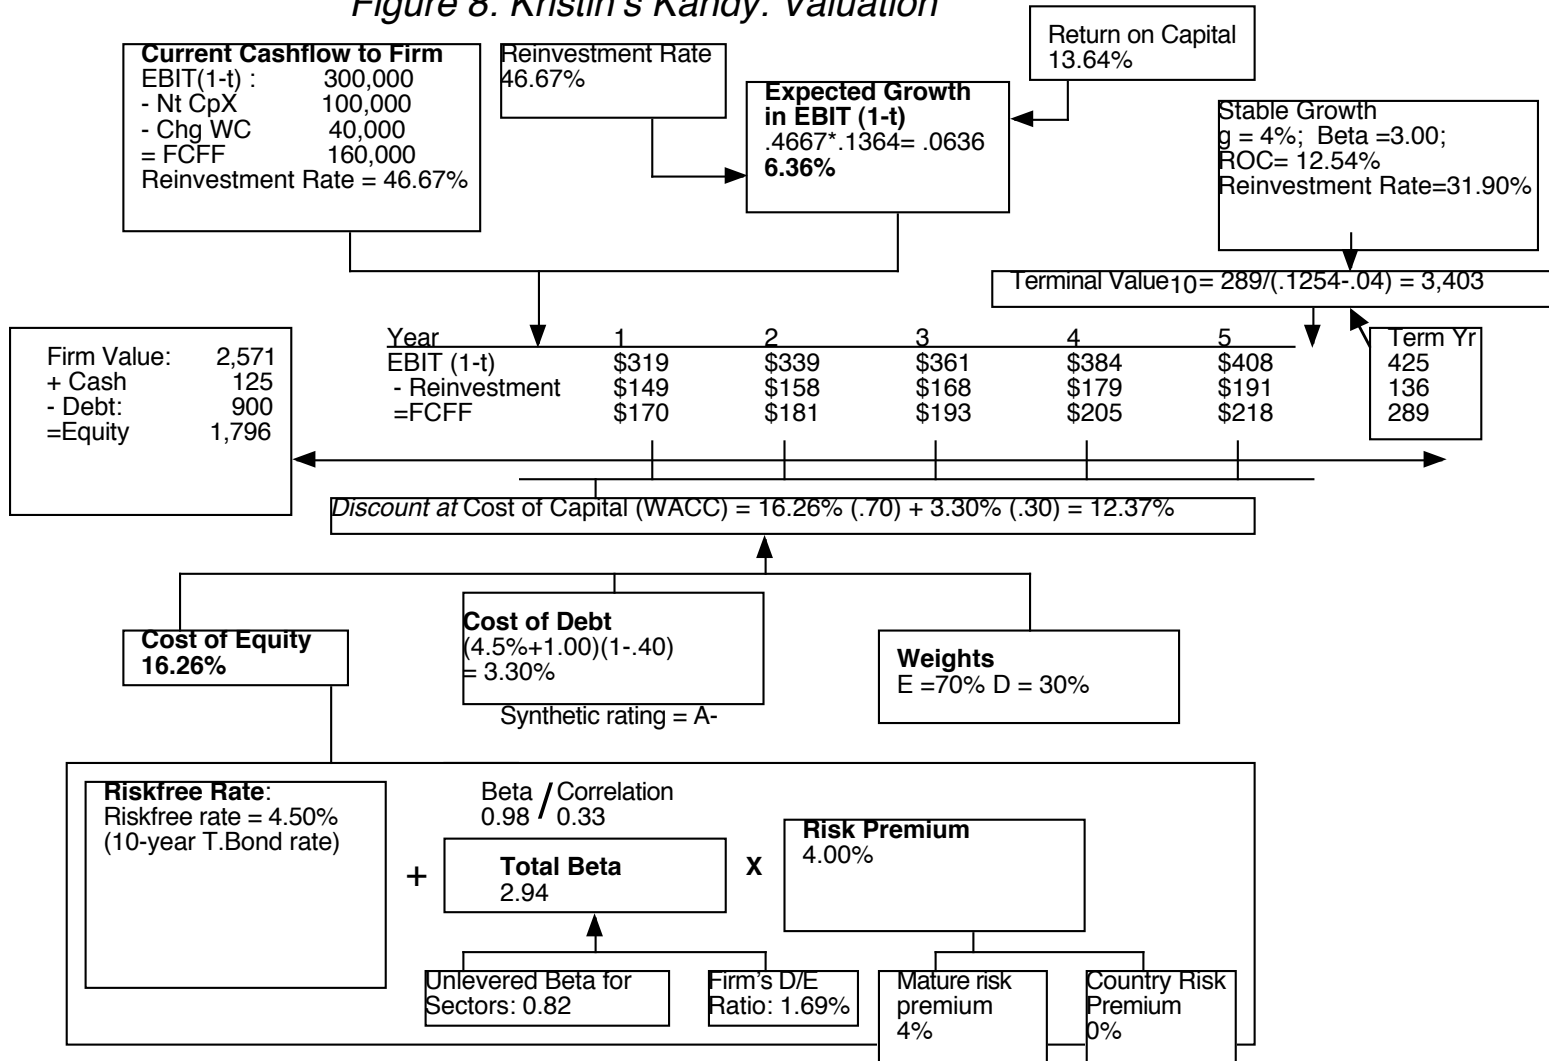 Figure 8: Kristin's Kandy: Valuation
Current Cashflow to Firm
EBIT(1-t) : 300,000
- Nt CpX 100,000
- Chg WC 40,000
= FCFF 160,000
Reinvestment Rate = 46.67%
Reinvestment Rate
46.67%
Expected Growth
in EBIT (1-t)
.4667*.1364= .0636
6.36%
Return on Capital
13.64%
Stable Growth
g = 4%; Beta =3.00;
ROC= 12.54%
Reinvestment Rate=31.90%
Terminal Value10= 289/(.1254-.04) = 3,403
Firm Value: 2,571
+ Cash 125
- Debt: 900
=Equity 1,796
Year 1 2 3 4 5
EBIT (1-t) $319 $339 $361 $384 $408
- Reinvestment $149 $158 $168 $179 $191
=FCFF $170 $181 $193 $205 $218
Term Yr
425
136
289
Discount at Cost of Capital (WACC) = 16.26% (.70) + 3.30% (.30) = 12.37%
Cost of Equity
16.26%
Cost of Debt
(4.5%+1.00)(1-.40)
= 3.30%
Synthetic rating = A-
Weights
E =70% D = 30%
Riskfree Rate:
Riskfree rate = 4.50%
(10-year T.Bond rate)
+
Beta / Correlation
0.98 0.33
Total Beta
2.94
X
Risk Premium
4.00%
Unlevered Beta for
Sectors: 0.82
Firm's D/E
Ratio: 1.69%
Mature risk
premium
4%
Country Risk
Premium
0%